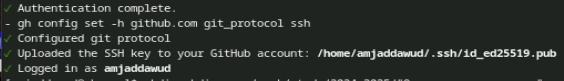 ✓ Authentication complete.
- gh config set -h github.com git_protocol ssh
✓ Configured git protocol
✓ Uploaded the SSH key to your GitHub account: /home/amjaddawud/.ssh/id_ed25519.pub
✓ Logged in as amjaddawud